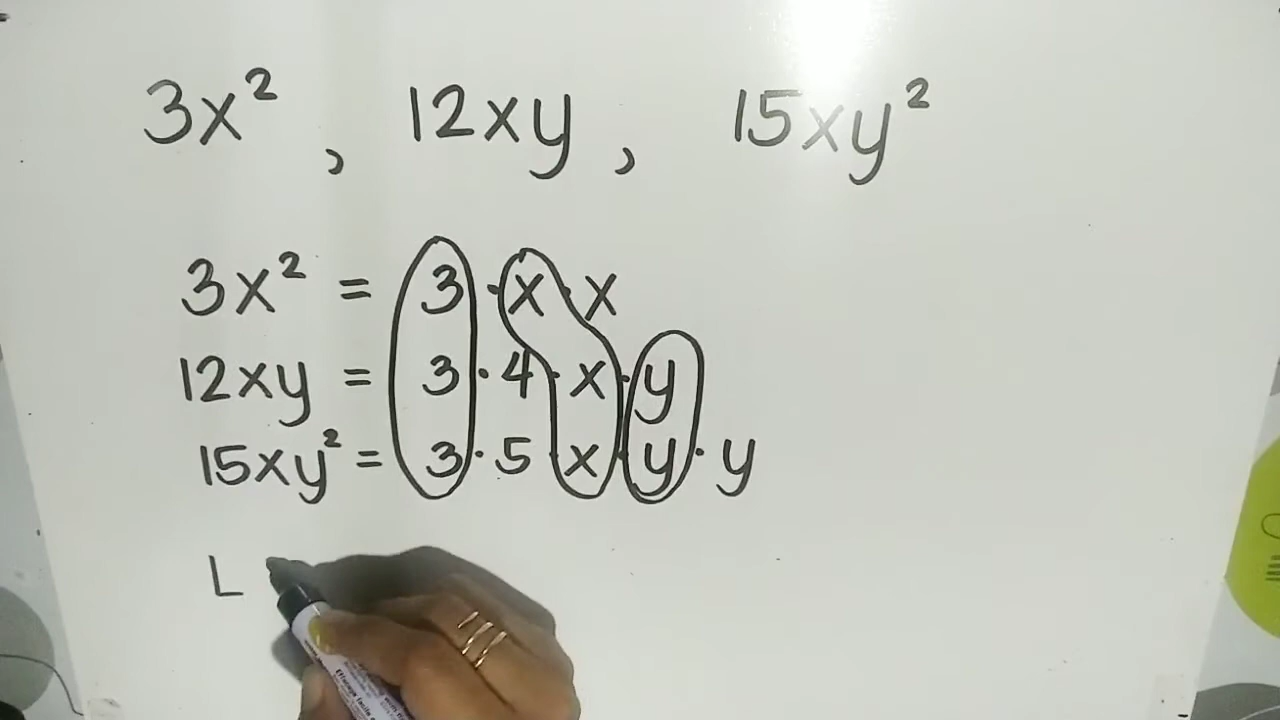 3x², 12xy, 15xy²
3x² = 3·x·x
12xy = 3·4·x·y
15xy² = 3·5·x·y·y
L